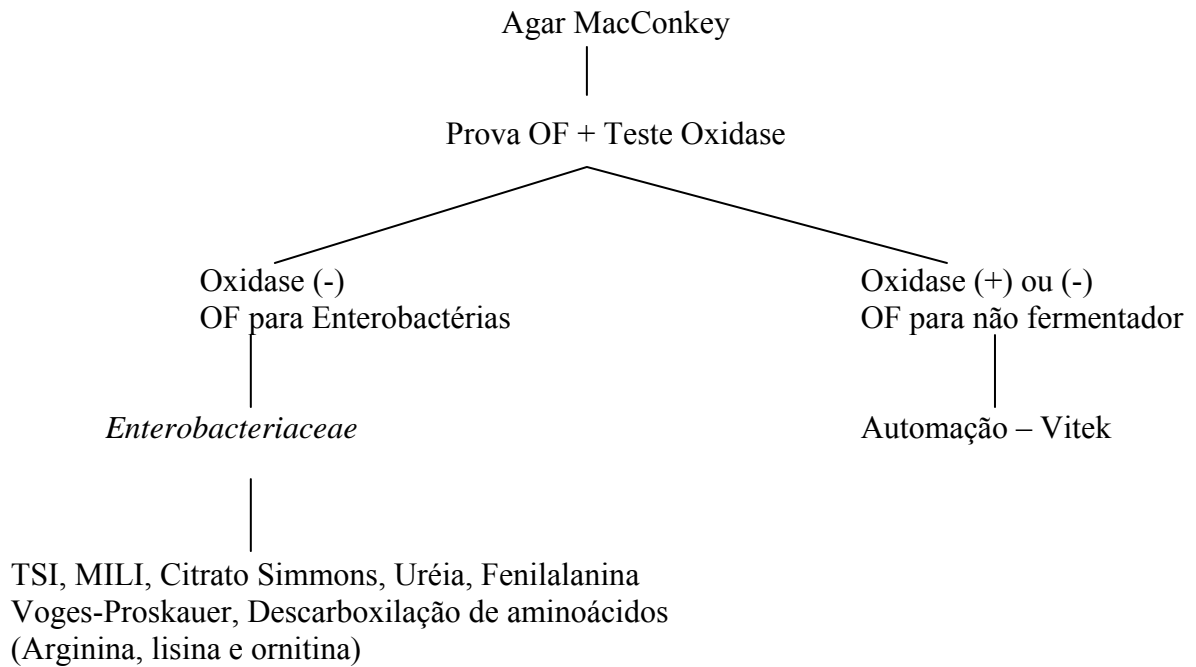 Agar MacConkey
Prova OF + Teste Oxidase
Oxidase (-)
OF para Enterobactérias
Oxidase (+) ou (-)
OF para não fermentador
Enterobacteriaceae
Automação – Vitek
TSI, MILI, Citrato Simmons, Uréia, Fenilalanina
Voges-Proskauer, Descarboxilação de aminoácidos
(Arginina, lisina e ornitina)